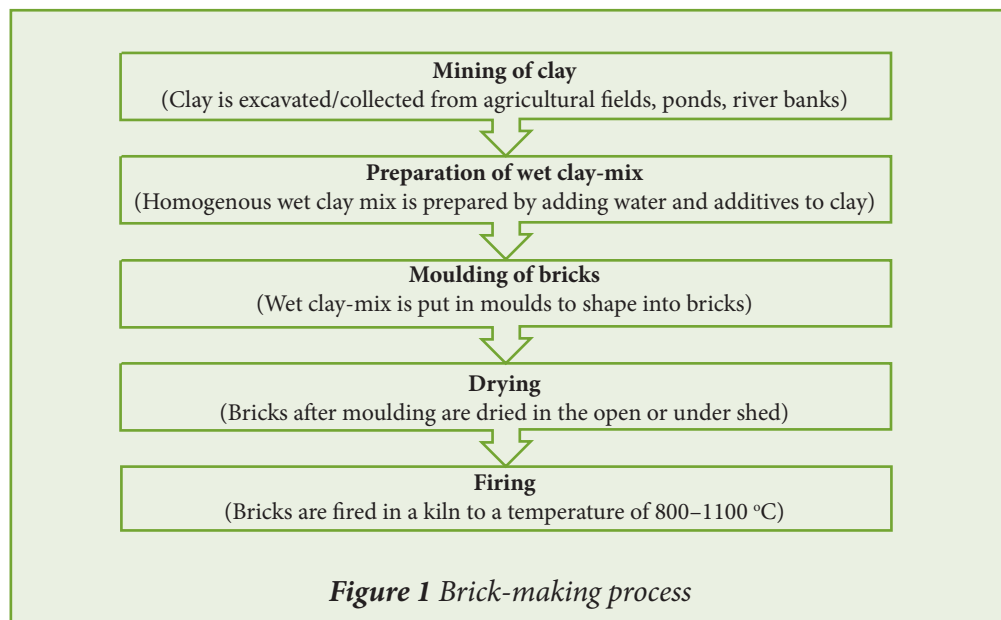 Mining of clay
(Clay is excavated/collected from agricultural fields, ponds, river banks)
Preparation of wet clay-mix
(Homogenous wet clay mix is prepared by adding water and additives to clay)
Moulding of bricks
(Wet clay-mix is put in moulds to shape into bricks)
Drying
(Bricks after moulding are dried in the open or under shed)
Firing
(Bricks are fired in a kiln to a temperature of 800–1100 °C)
Figure 1 Brick-making process